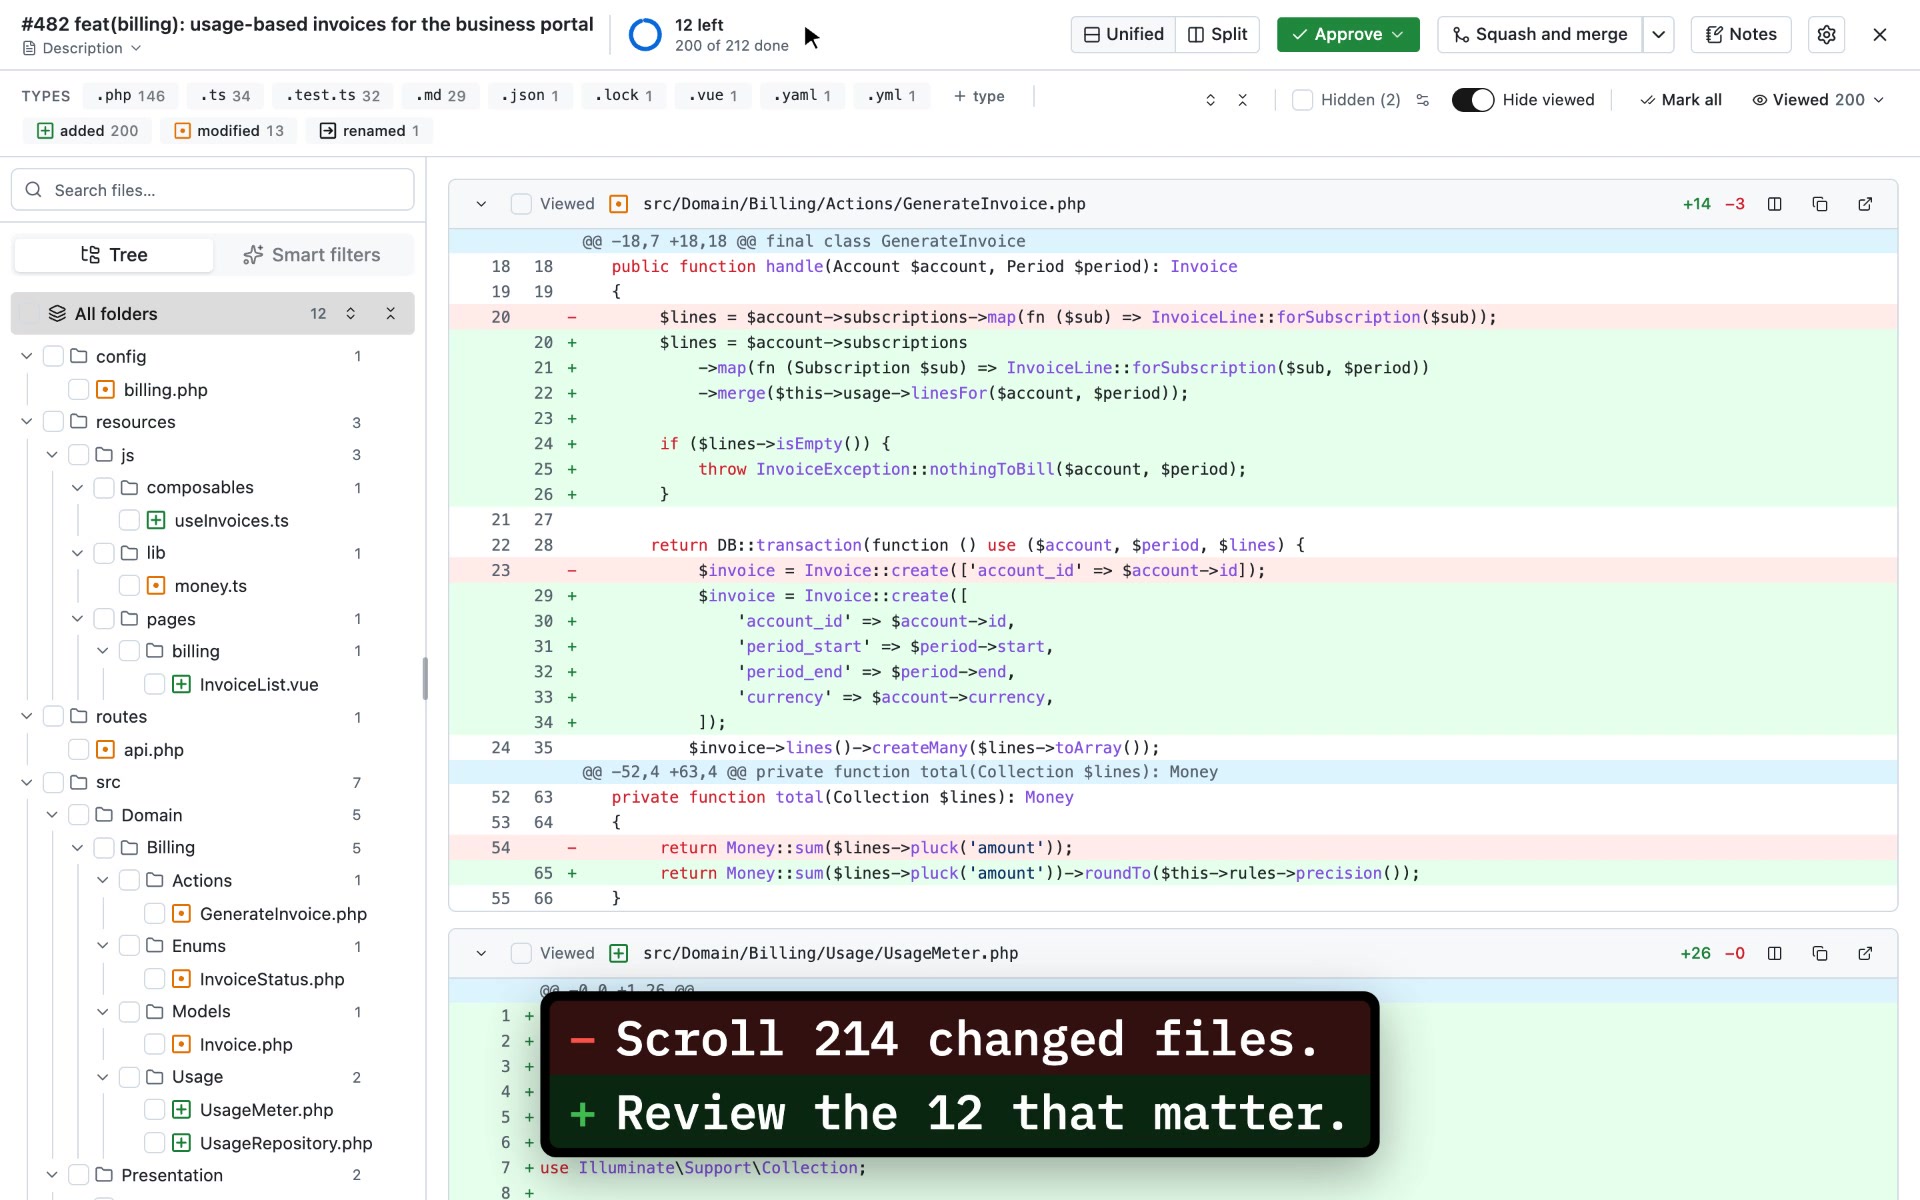 #482 feat(billing): usage-based invoices for the business portal
Description
12 left
200 of 212 done
Unified
Split
Approve
Squash and merge
Notes
TYPES
.php 146
.ts 34
.test.ts 32
.md 29
.json 1
.lock 1
.vue 1
.yaml 1
.yml 1
+ type
Hidden (2)
Hide viewed
Mark all
Viewed 200
added 200
modified 13
renamed 1
Search files...
Tree
Smart filters
All folders 12
config 1
billing.php
resources 3
js 3
composables 1
useInvoices.ts
lib 1
money.ts
pages 1
billing 1
InvoiceList.vue
routes 1
api.php
src 7
Domain 5
Billing 5
Actions 1
GenerateInvoice.php
Enums 1
InvoiceStatus.php
Models 1
Invoice.php
Usage 2
UsageMeter.php
UsageRepository.php
Presentation 2
Viewed src/Domain/Billing/Actions/GenerateInvoice.php +14 −3
@@ −18,7 +18,18 @@ final class GenerateInvoice
18 18 public function handle(Account $account, Period $period): Invoice
19 19 {
20 − $lines = $account->subscriptions->map(fn ($sub) => InvoiceLine::forSubscription($sub));
20 + $lines = $account->subscriptions
21 + ->map(fn (Subscription $sub) => InvoiceLine::forSubscription($sub, $period))
22 + ->merge($this->usage->linesFor($account, $period));
23 +
24 + if ($lines->isEmpty()) {
25 + throw InvoiceException::nothingToBill($account, $period);
26 + }
21 27
22 28 return DB::transaction(function () use ($account, $period, $lines) {
23 − $invoice = Invoice::create(['account_id' => $account->id]);
29 + $invoice = Invoice::create([
30 + 'account_id' => $account->id,
31 + 'period_start' => $period->start,
32 + 'period_end' => $period->end,
33 + 'currency' => $account->currency,
34 + ]);
24 35 $invoice->lines()->createMany($lines->toArray());
@@ −52,4 +63,4 @@ private function total(Collection $lines): Money
52 63 private function total(Collection $lines): Money
53 64 {
54 − return Money::sum($lines->pluck('amount'));
65 + return Money::sum($lines->pluck('amount'))->roundTo($this->rules->precision());
55 66 }
Viewed src/Domain/Billing/Usage/UsageMeter.php +26 −0
@@ −0,0 +1,26 @@
1 +
2 +
3 +
4 +
5 +
6 +
7 + use Illuminate\Support\Collection;
8 +
− Scroll 214 changed files.
+ Review the 12 that matter.